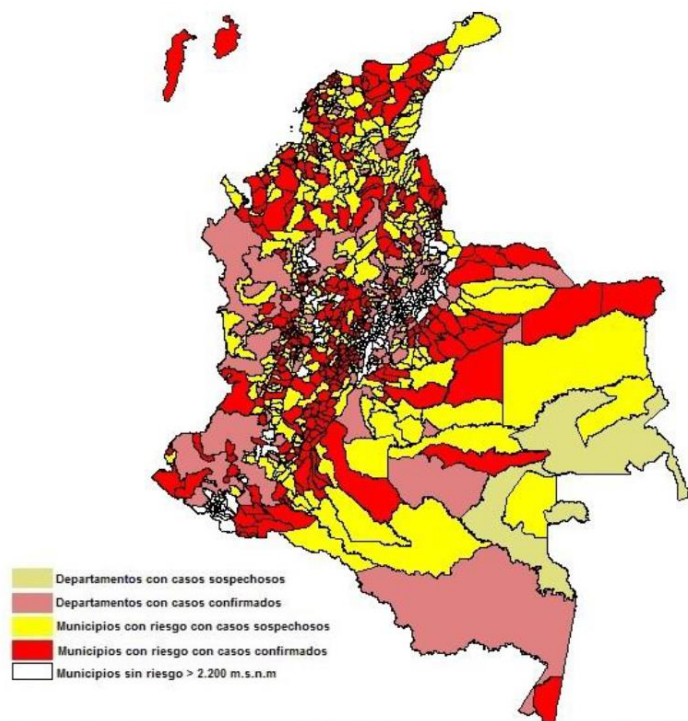 Departamentos con casos sospechosos
Departamentos con casos confirmados
Municipios con riesgo con casos sospechosos
Municipios con riesgo con casos confirmados
Municipios sin riesgo > 2.200 m.s.n.m